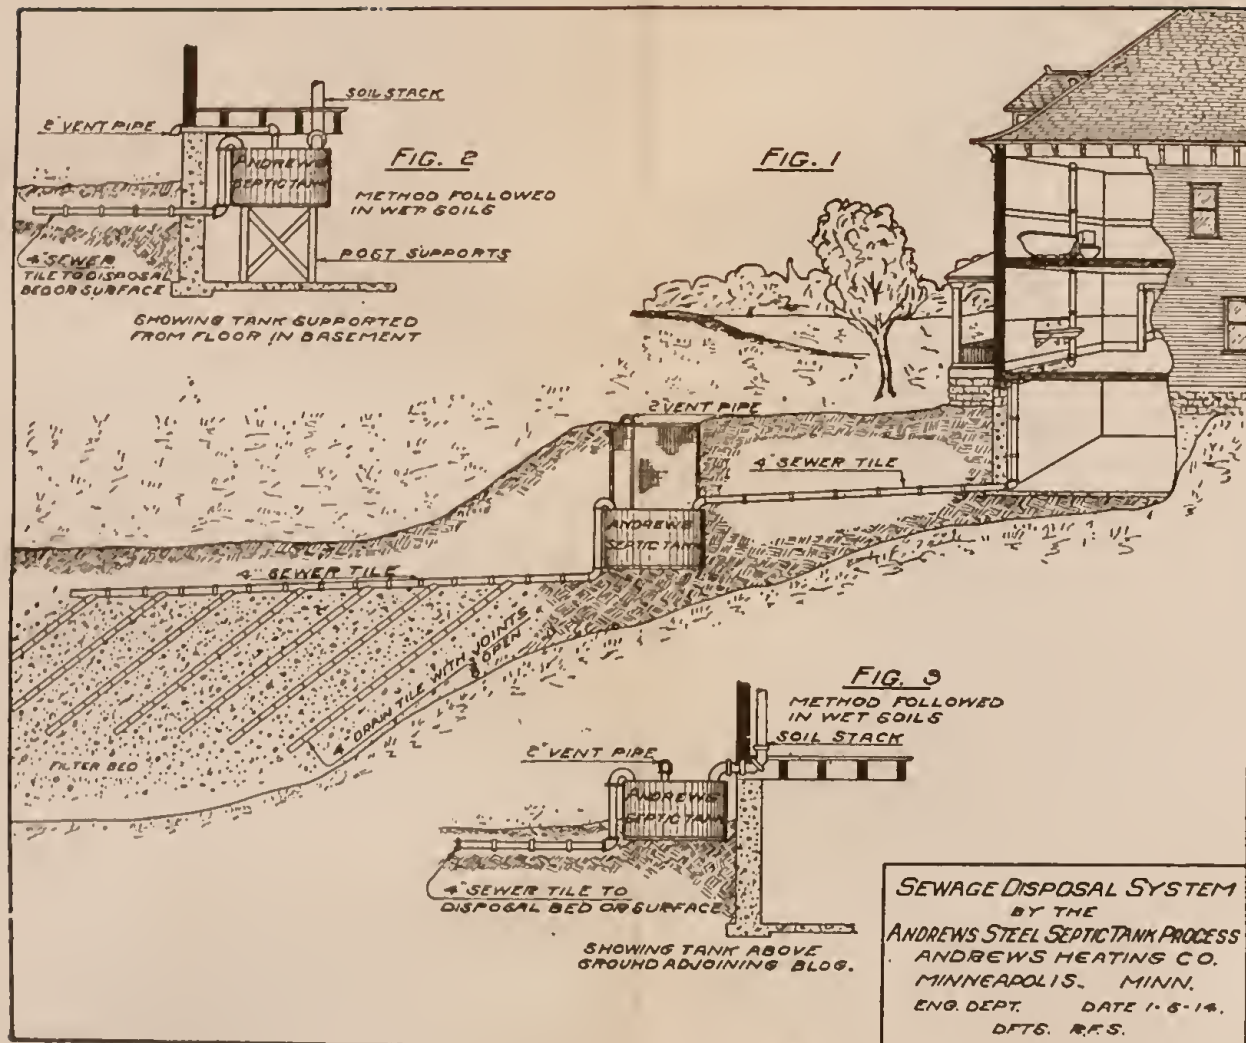 SOIL STACK
2" VENT PIPE
ANDREWS
SEPTIC TANK
FIG. 2
METHOD FOLLOWED
IN WET SOILS
POST SUPPORTS
4" SEWER
TILE TO DISPOSAL
BED OR SURFACE
SHOWING TANK SUPPORTED
FROM FLOOR IN BASEMENT
FIG. 1
2" VENT PIPE
4" SEWER TILE
ANDREWS
SEPTIC TANK
4" SEWER TILE
4" DRAIN TILE WITH JOINTS
OPEN
FILTER BED
FIG. 3
METHOD FOLLOWED
IN WET SOILS
SOIL STACK
2" VENT PIPE
ANDREWS
SEPTIC TANK
4" SEWER TILE TO
DISPOSAL BED OR SURFACE
SHOWING TANK ABOVE
GROUND ADJOINING BLDG.
SEWAGE DISPOSAL SYSTEM
BY THE
ANDREWS STEEL SEPTIC TANK PROCESS
ANDREWS HEATING CO.
MINNEAPOLIS. MINN.
ENG. DEPT. DATE 1-5-14.
DFTS. R.F.S.